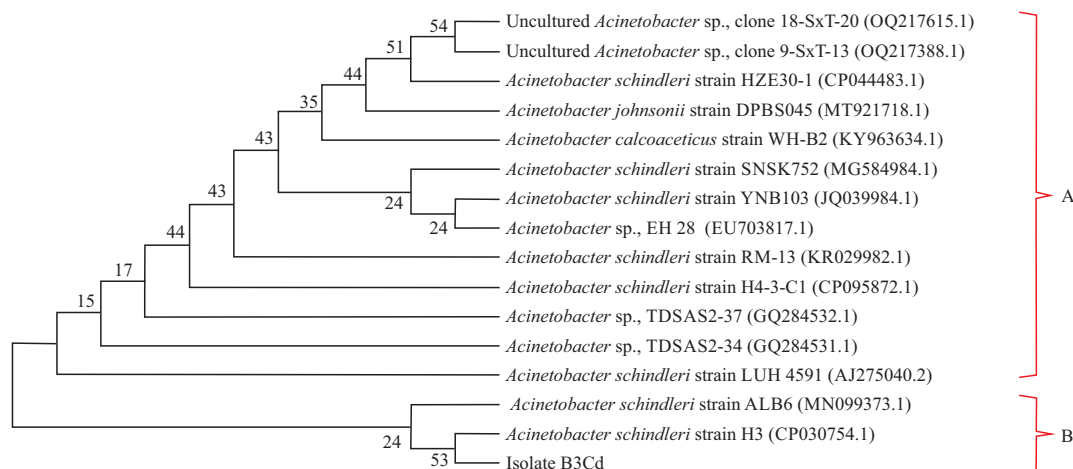 54
Uncultured Acinetobacter sp., clone 18-SxT-20 (OQ217615.1)
51
Uncultured Acinetobacter sp., clone 9-SxT-13 (OQ217388.1)
44
Acinetobacter schindleri strain HZE30-1 (CP044483.1)
35
Acinetobacter johnsonii strain DPBS045 (MT921718.1)
43
Acinetobacter calcoaceticus strain WH-B2 (KY963634.1)
Acinetobacter schindleri strain SNSK752 (MG584984.1)
43
24
Acinetobacter schindleri strain YNB103 (JQ039984.1)
A
24
Acinetobacter sp., EH 28 (EU703817.1)
44
Acinetobacter schindleri strain RM-13 (KR029982.1)
17
Acinetobacter schindleri strain H4-3-C1 (CP095872.1)
15
Acinetobacter sp., TDSAS2-37 (GQ284532.1)
Acinetobacter sp., TDSAS2-34 (GQ284531.1)
Acinetobacter schindleri strain LUH 4591 (AJ275040.2)
Acinetobacter schindleri strain ALB6 (MN099373.1)
24
Acinetobacter schindleri strain H3 (CP030754.1)
B
53
Isolate B3Cd